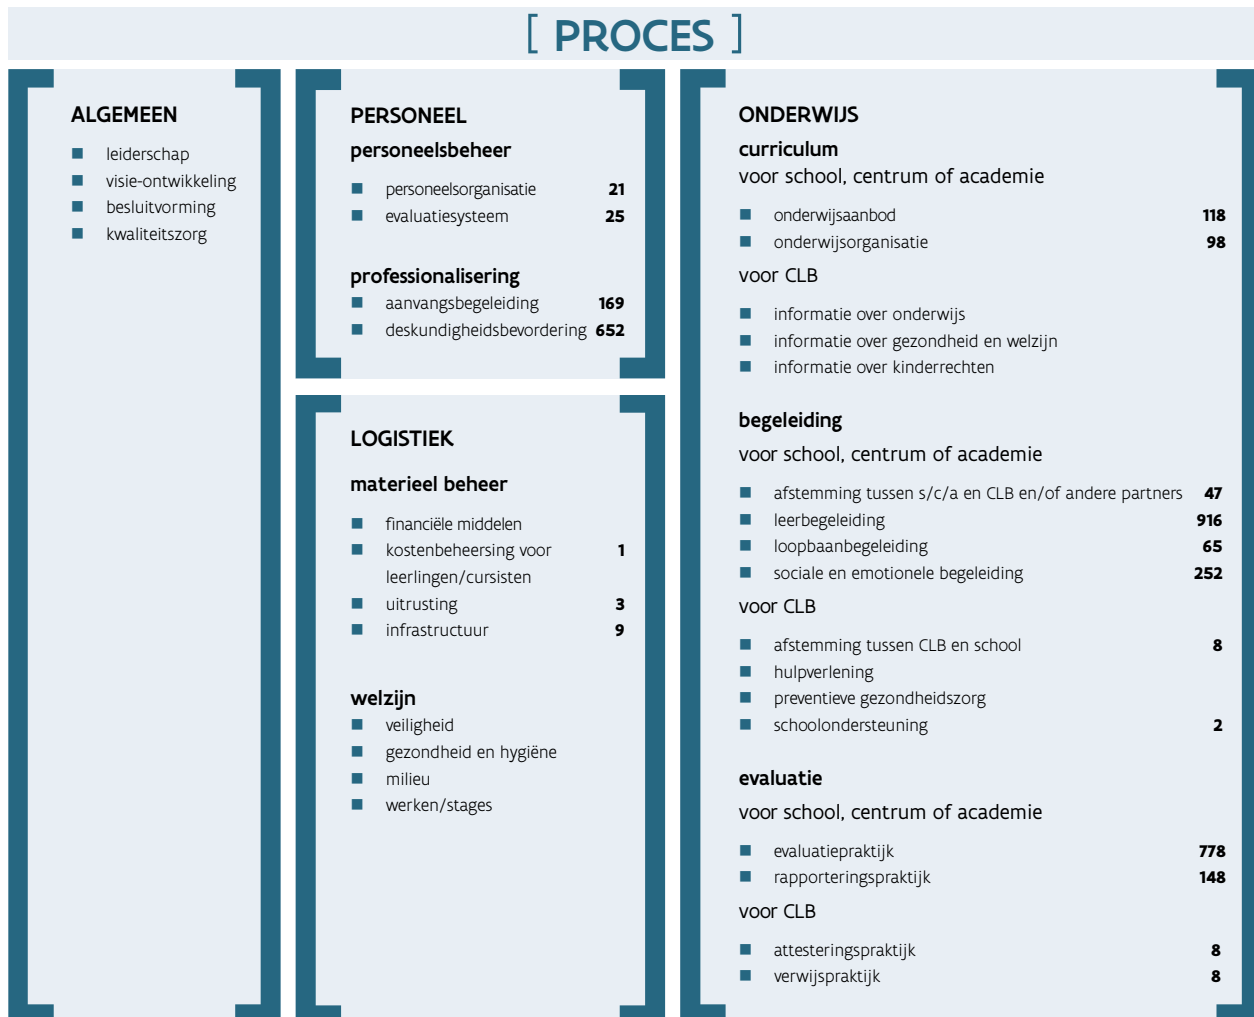 [ PROCES ]
ALGEMEEN
leiderschap
visie-ontwikkeling
besluitvorming
kwaliteitszorg
PERSONEEL
personeelsbeheer
personeelsorganisatie 21
evaluatiesysteem 25
professionalisering
aanvangsbegeleiding 169
deskundigheidsbevordering 652
LOGISTIEK
materieel beheer
financiële middelen
kostenbeheersing voor 1
leerlingen/cursisten
uitrusting 3
infrastructuur 9
welzijn
veiligheid
gezondheid en hygiëne
milieu
werken/stages
ONDERWIJS
curriculum
voor school, centrum of academie
onderwijsaanbod 118
onderwijsorganisatie 98
voor CLB
informatie over onderwijs
informatie over gezondheid en welzijn
informatie over kinderrechten
begeleiding
voor school, centrum of academie
afstemming tussen s/c/a en CLB en/of andere partners 47
leerbegeleiding 916
loopbaanbegeleiding 65
sociale en emotionele begeleiding 252
voor CLB
afstemming tussen CLB en school 8
hulpverlening
preventieve gezondheidszorg
schoolondersteuning 2
evaluatie
voor school, centrum of academie
evaluatiepraktijk 778
rapporteringspraktijk 148
voor CLB
attesteringspraktijk 8
verwijspraktijk 8